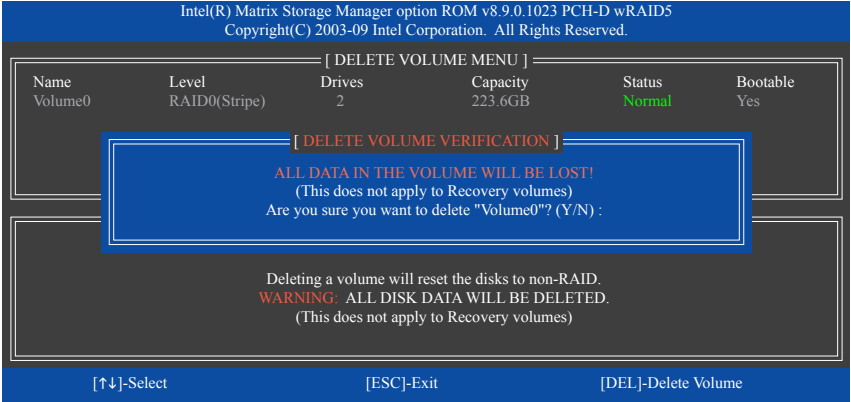 Intel(R) Matrix Storage Manager option ROM v8.9.0.1023 PCH-D wRAID5
Copyright(C) 2003-09 Intel Corporation. All Rights Reserved.
[ DELETE VOLUME MENU ]
Name Level Drives Capacity Status Bootable
Volume0 RAID0(Stripe) 2 223.6GB Normal Yes
[ DELETE VOLUME VERIFICATION ]
ALL DATA IN THE VOLUME WILL BE LOST!
(This does not apply to Recovery volumes)
Are you sure you want to delete "Volume0"? (Y/N) :
Deleting a volume will reset the disks to non-RAID.
WARNING: ALL DISK DATA WILL BE DELETED.
(This does not apply to Recovery volumes)
[↑↓]-Select [ESC]-Exit [DEL]-Delete Volume